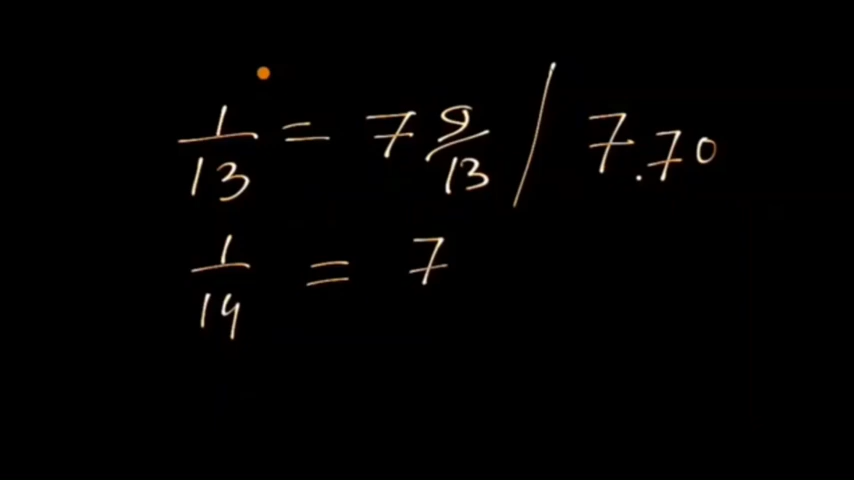 1/13 = 7 9/13 / 7.70
1/14 = 7